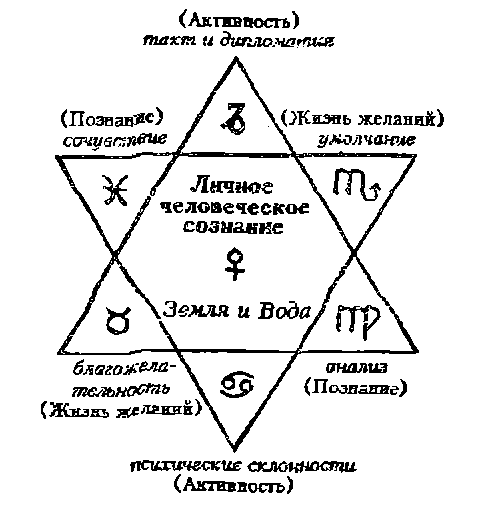 (Активность)
такт и дипломатия
(Познание)
сочувствие
(Жизнь желаний)
умолчание
♑
♓
♏
Личное
человеческое
сознание
♀
Земля и Вода
♉
♍
♋
благожела-
тельность
(Жизнь желаний)
анализ
(Познание)
психические склонности
(Активность)